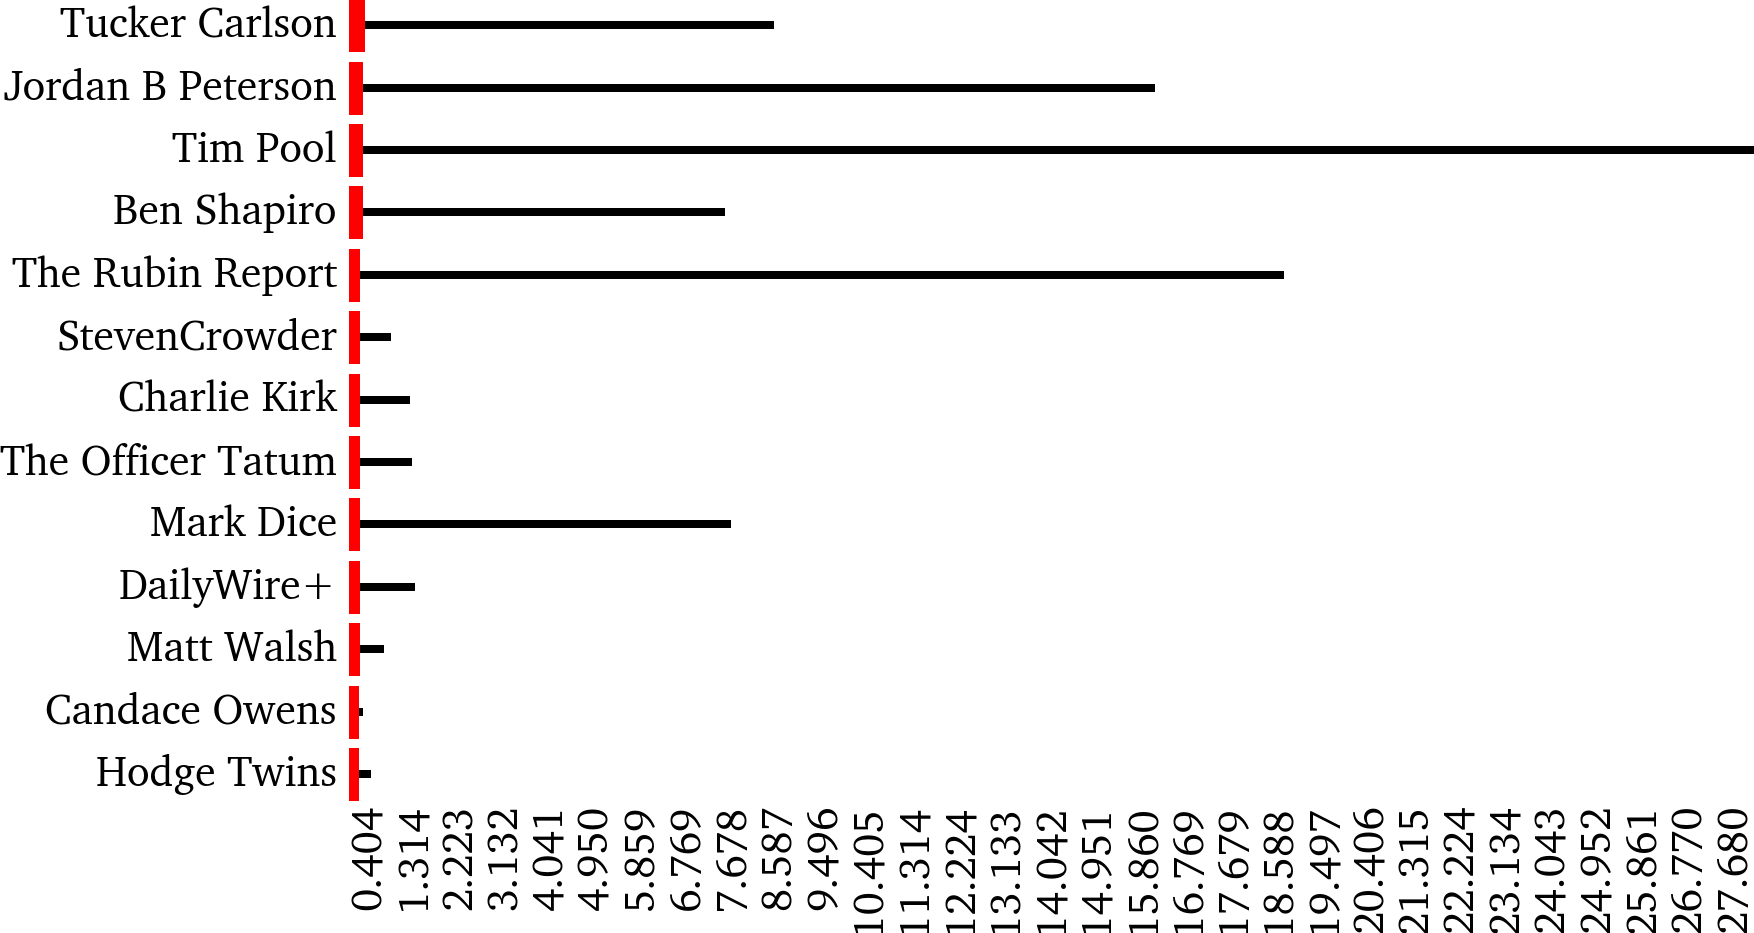 Tucker Carlson
Jordan B Peterson
Tim Pool
Ben Shapiro
The Rubin Report
StevenCrowder
Charlie Kirk
The Officer Tatum
Mark Dice
DailyWire+
Matt Walsh
Candace Owens
Hodge Twins
0.404
1.314
2.223
3.132
4.041
4.950
5.859
6.769
7.678
8.587
9.496
10.405
11.314
12.224
13.133
14.042
14.951
15.860
16.769
17.679
18.588
19.497
20.406
21.315
22.224
23.134
24.043
24.952
25.861
26.770
27.680